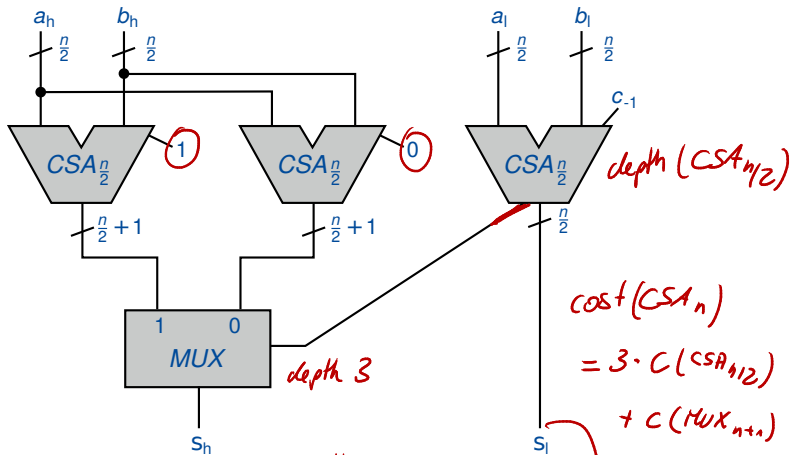 a_h b_h a_l b_l
n/2 n/2 n/2 n/2
c_-1
CSA_n/2 1 CSA_n/2 0 CSA_n/2 depth (CSA_n/2)
n/2 + 1 n/2 + 1 n/2
cost (CSA_n)
1 0
MUX = 3 · C (CSA_n/2)
depth 3
+ C (MUX_n+1)
s_h s_l